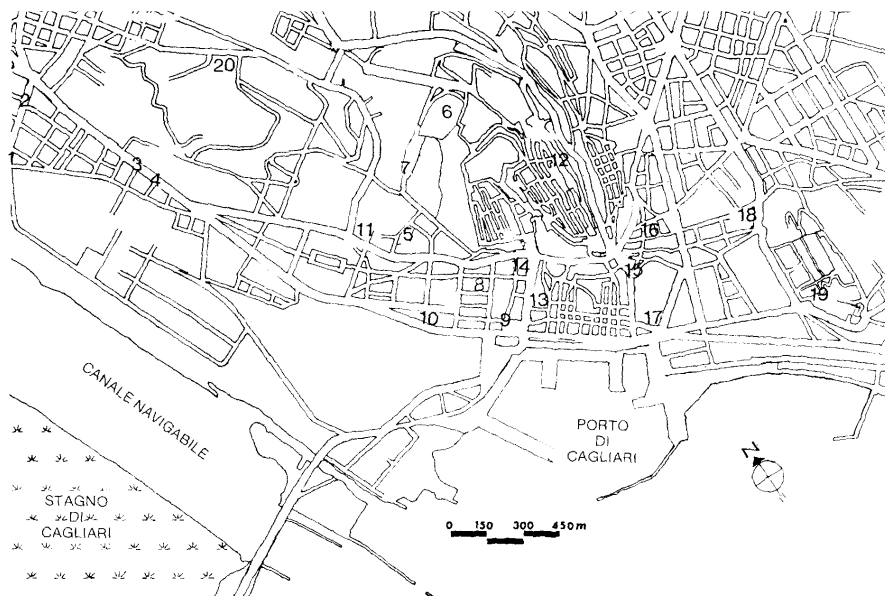 20
6
2
7
12
1
3
4
11
5
16
18
14
15
8
13
19
10
9
17
CANALE NAVIGABILE
PORTO
DI
CAGLIARI
N
STAGNO
DI
CAGLIARI
0 150 300 450m